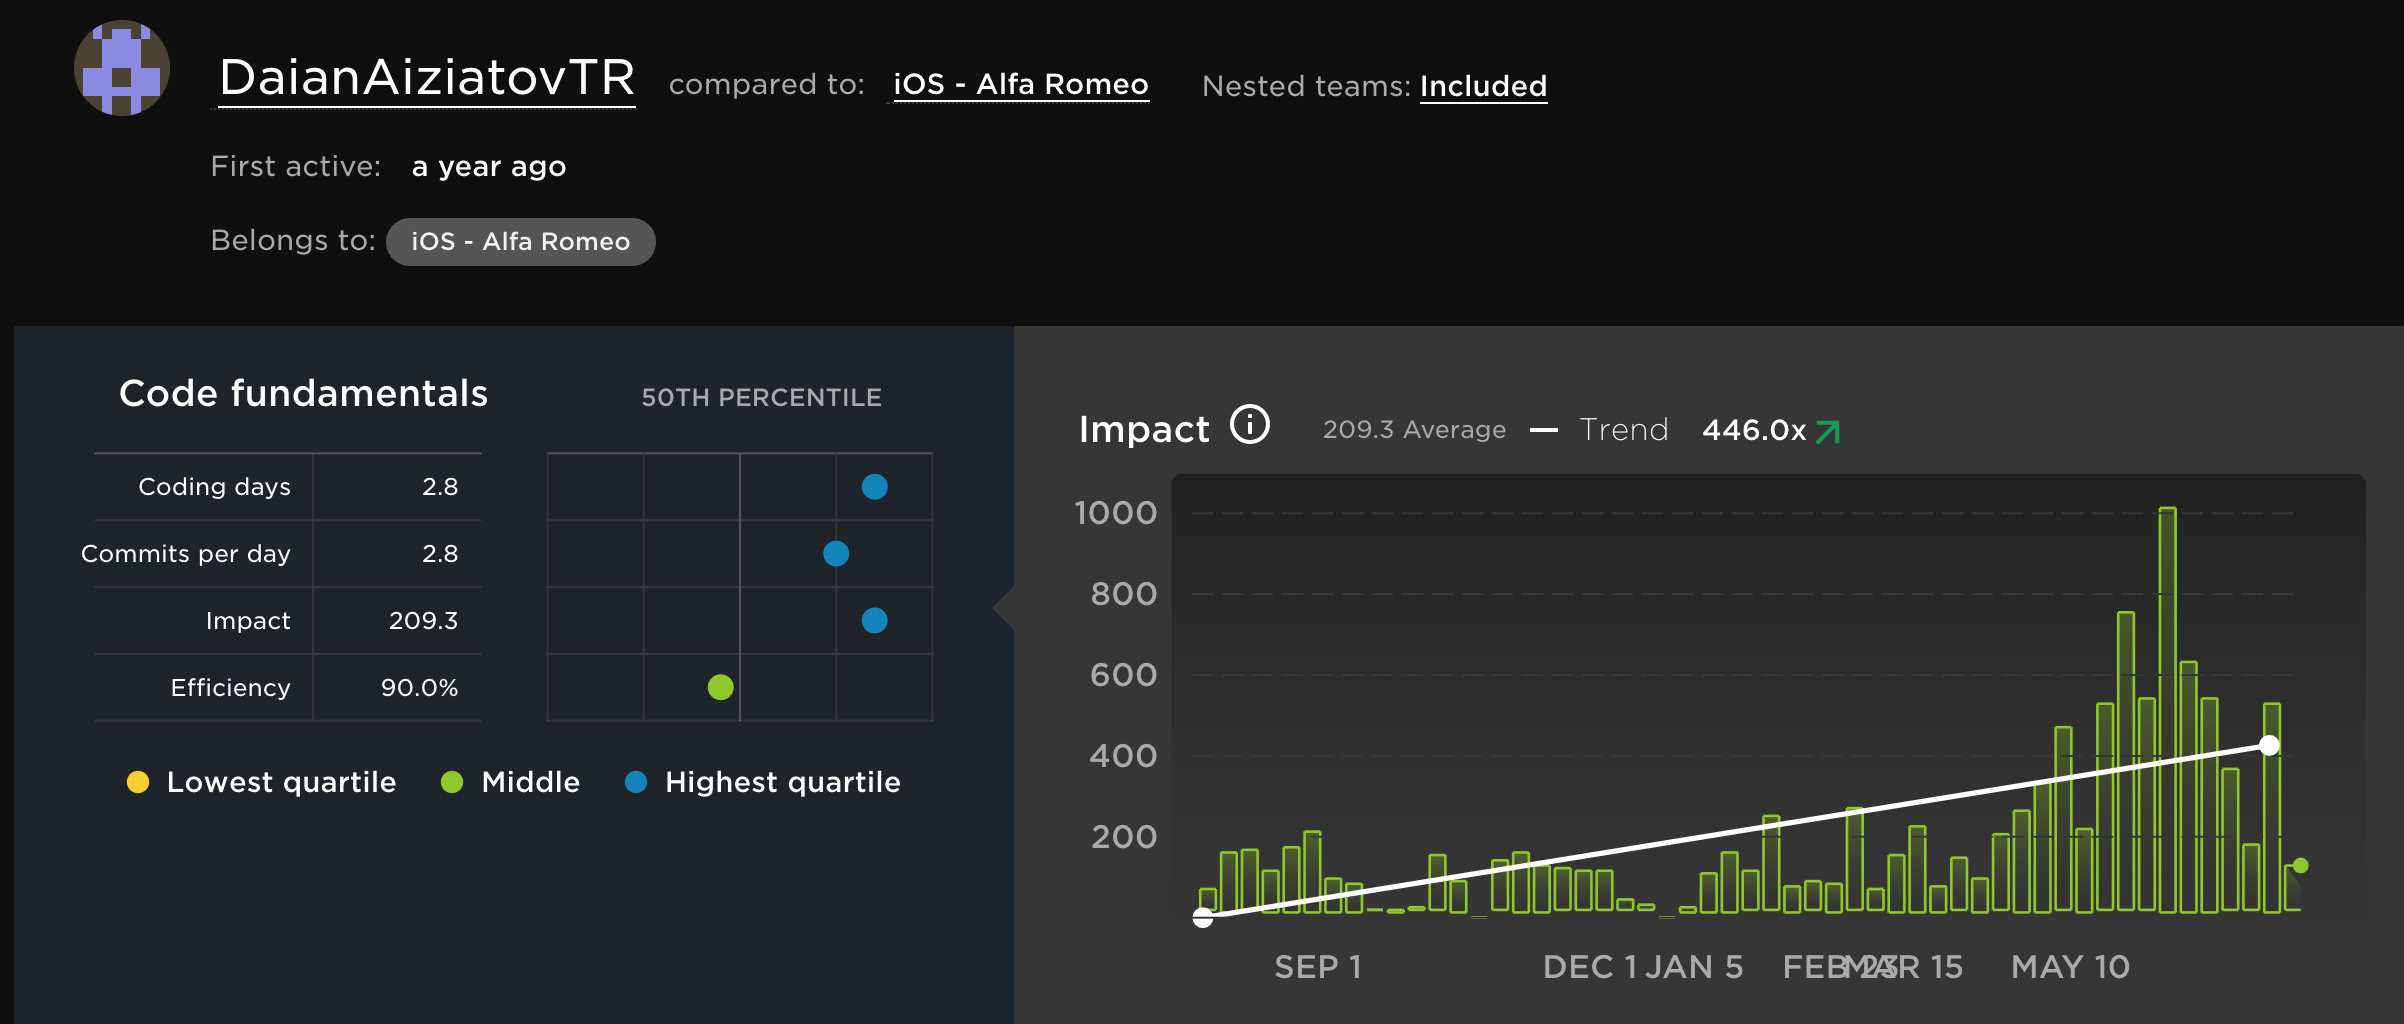 DaianAiziatovTR compared to: iOS - Alfa Romeo Nested teams: Included
First active: a year ago
Belongs to: iOS - Alfa Romeo
Code fundamentals 50TH PERCENTILE
Coding days 2.8
Commits per day 2.8
Impact 209.3
Efficiency 90.0%
Lowest quartile Middle Highest quartile
Impact 209.3 Average Trend 446.0x
1000
800
600
400
200
SEP 1 DEC 1 JAN 5 FEB 23 MAR 15 MAY 10